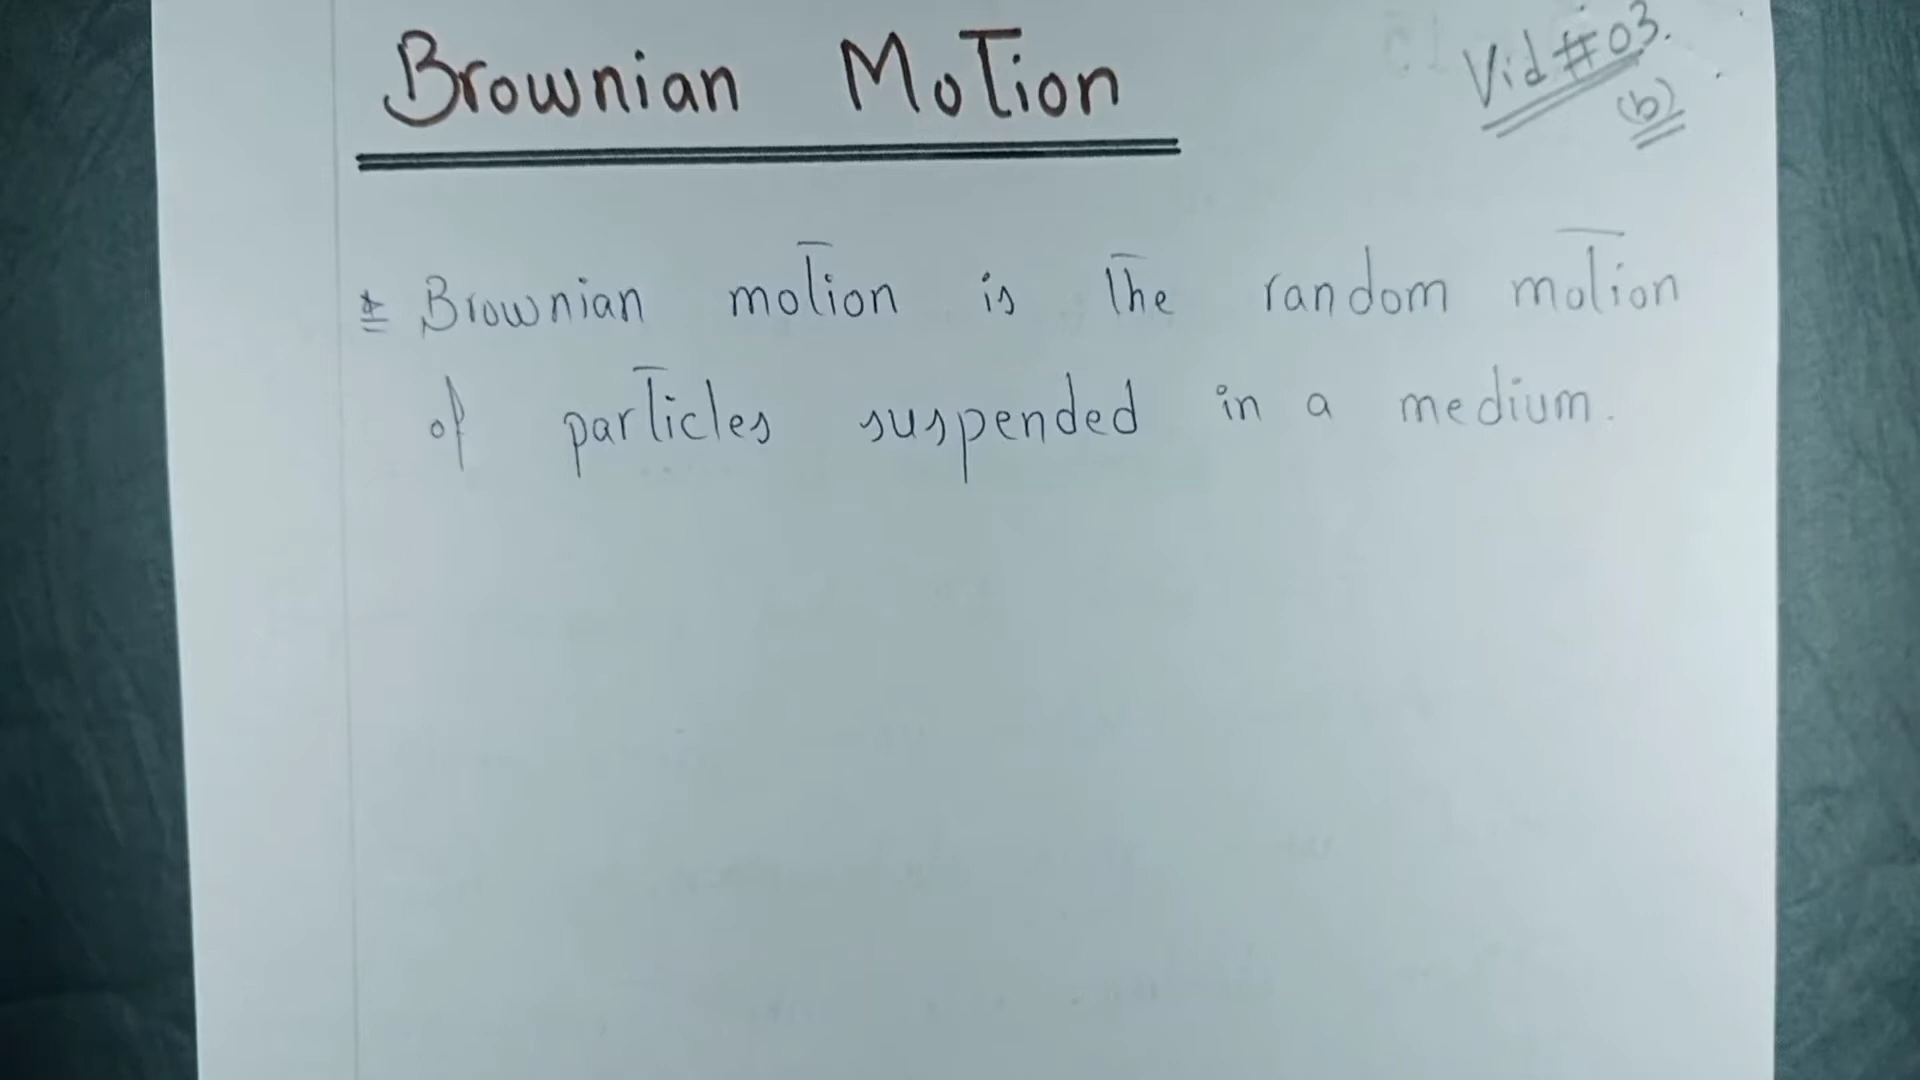 Brownian Motion
Vid #03.
(b)
* Brownian motion is the random motion
of particles suspended in a medium.